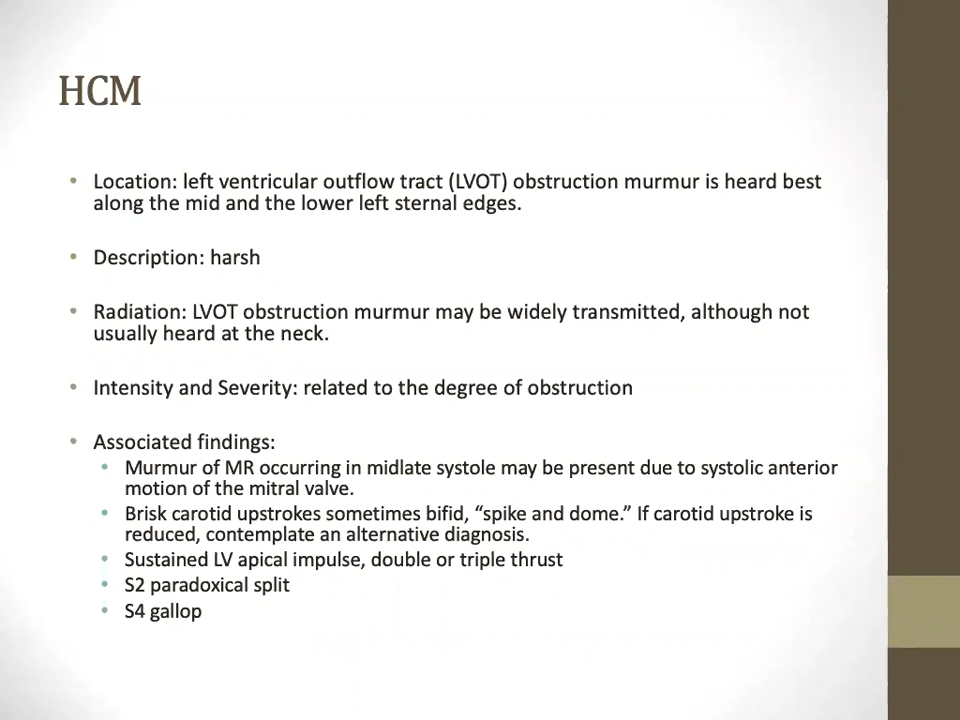 HCM
• Location: left ventricular outflow tract (LVOT) obstruction murmur is heard best
along the mid and the lower left sternal edges.
• Description: harsh
• Radiation: LVOT obstruction murmur may be widely transmitted, although not
usually heard at the neck.
• Intensity and Severity: related to the degree of obstruction
• Associated findings:
• Murmur of MR occurring in midlate systole may be present due to systolic anterior
motion of the mitral valve.
• Brisk carotid upstrokes sometimes bifid, “spike and dome.” If carotid upstroke is
reduced, contemplate an alternative diagnosis.
• Sustained LV apical impulse, double or triple thrust
• S2 paradoxical split
• S4 gallop